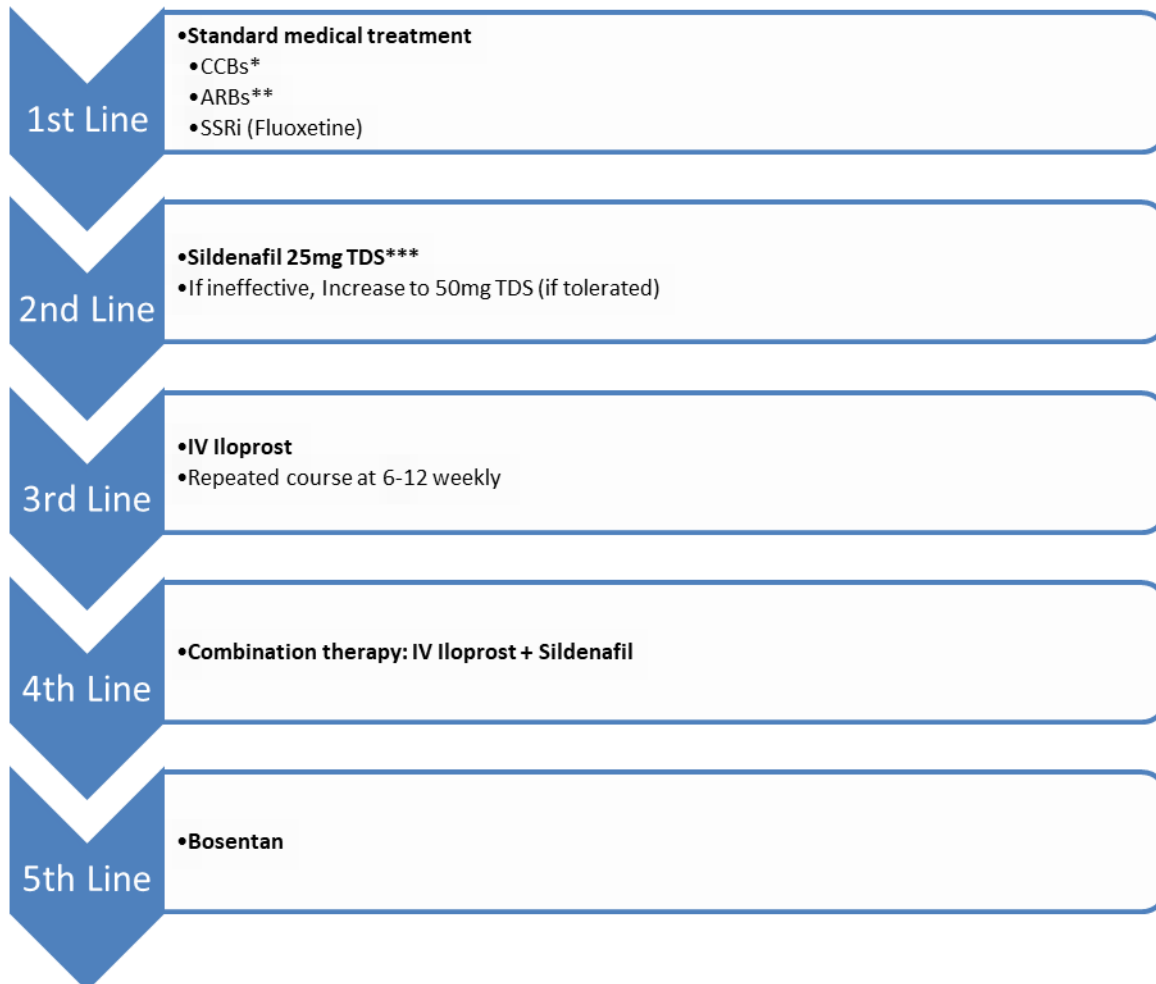 1st Line
•Standard medical treatment
•CCBs*
•ARBs**
•SSRi (Fluoxetine)
2nd Line
•Sildenafil 25mg TDS***
•If ineffective, Increase to 50mg TDS (if tolerated)
3rd Line
•IV Iloprost
•Repeated course at 6-12 weekly
4th Line
•Combination therapy: IV Iloprost + Sildenafil
5th Line
•Bosentan